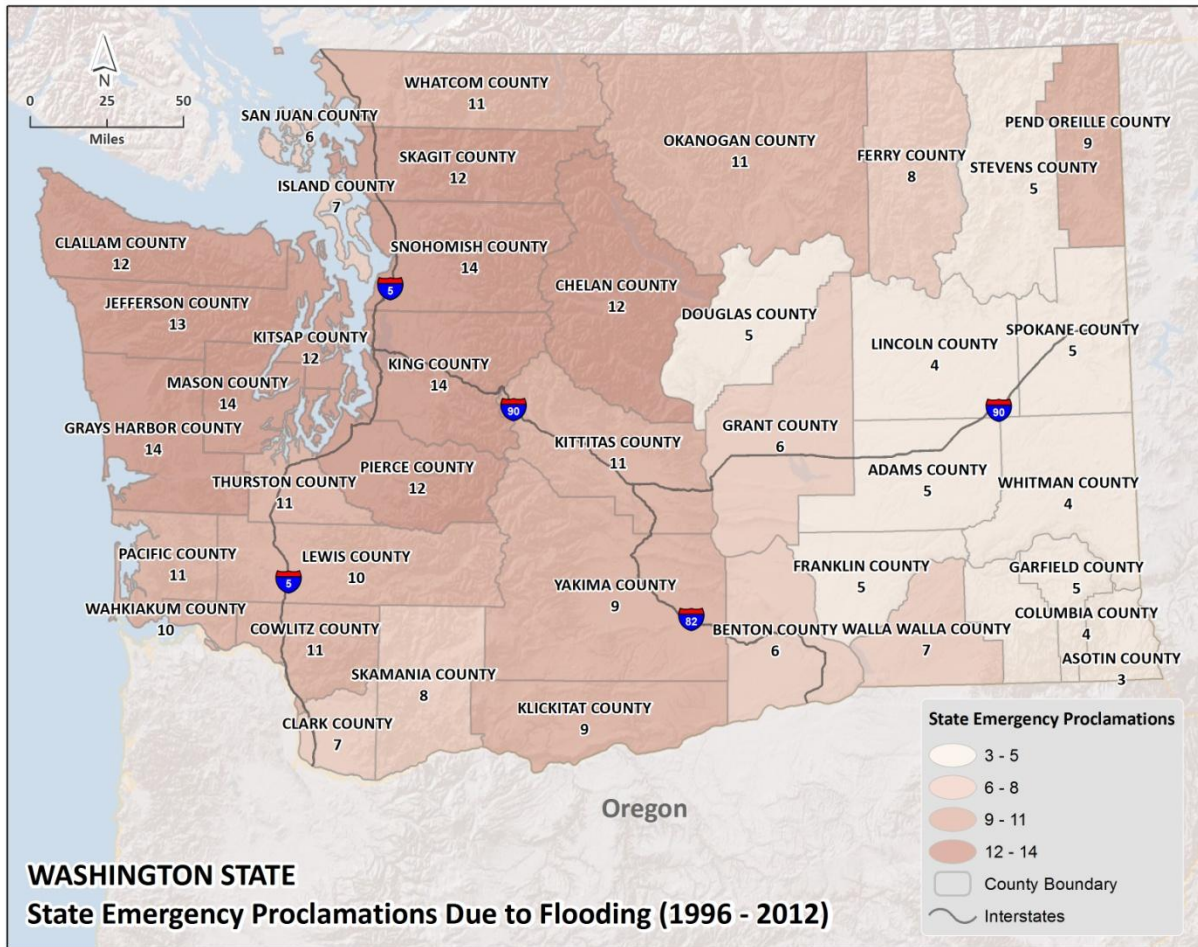 N
0 25 50
Miles
WHATCOM COUNTY
11
SAN JUAN COUNTY
6
SKAGIT COUNTY
12
ISLAND COUNTY
7
OKANOGAN COUNTY
11
FERRY COUNTY
8
PEND OREILLE COUNTY
9
STEVENS COUNTY
5
CLALLAM COUNTY
12
SNOHOMISH COUNTY
14
5
CHELAN COUNTY
12
JEFFERSON COUNTY
13
KITSAP COUNTY
12
DOUGLAS COUNTY
5
LINCOLN COUNTY
4
SPOKANE COUNTY
5
KING COUNTY
14
MASON COUNTY
14
90
90
GRAYS HARBOR COUNTY
14
GRANT COUNTY
6
KITTITAS COUNTY
11
PIERCE COUNTY
12
THURSTON COUNTY
11
ADAMS COUNTY
5
WHITMAN COUNTY
4
PACIFIC COUNTY
11
LEWIS COUNTY
10
5
YAKIMA COUNTY
9
FRANKLIN COUNTY
5
GARFIELD COUNTY
5
WAHKIAKUM COUNTY
10
COWLITZ COUNTY
11
82
BENTON COUNTY
6
WALLA WALLA COUNTY
7
COLUMBIA COUNTY
4
ASOTIN COUNTY
3
SKAMANIA COUNTY
8
CLARK COUNTY
7
KLICKITAT COUNTY
9
Oregon
State Emergency Proclamations
3 - 5
6 - 8
9 - 11
12 - 14
County Boundary
Interstates
WASHINGTON STATE
State Emergency Proclamations Due to Flooding (1996 - 2012)